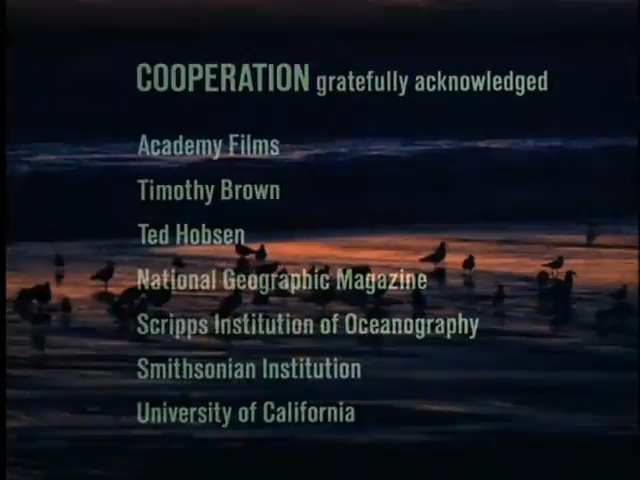 COOPERATION gratefully acknowledged
Academy Films
Timothy Brown
Ted Hobsen
National Geographic Magazine
Scripps Institution of Oceanography
Smithsonian Institution
University of California